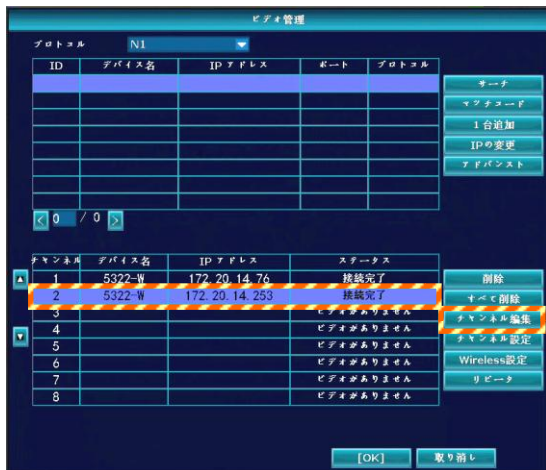 ビデオ管理
プロトコル N1
ID デバイス名 IP アドレス ポート プロトコル
サーチ
マッチコード
1台追加
IPの変更
アドバンスト
< 0 / 0 >
チャンネル デバイス名 IP アドレス ステータス
1 5322-W 172.20.14.76 接続完了 削除
2 5322-W 172.20.14.253 接続完了 すべて削除
3 ビデオがありません チャンネル編集
4 ビデオがありません チャンネル設定
5 ビデオがありません
6 ビデオがありません Wireless設定
7 ビデオがありません リピータ
8 ビデオがありません
[OK] 取り消し